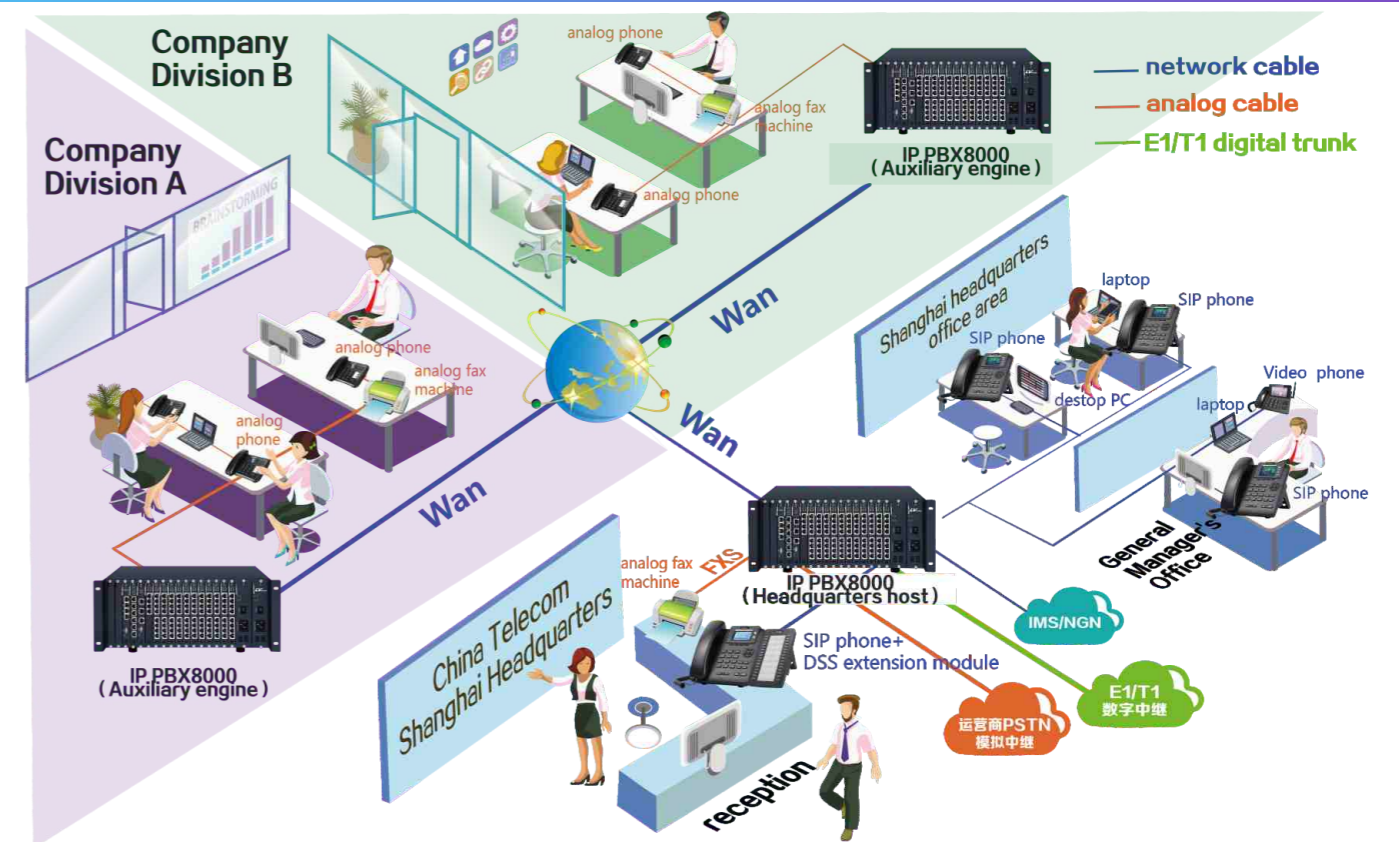 Company
Division B
analog phone
analog fax
machine
analog phone
IP PBX8000
(Auxiliary engine)
network cable
analog cable
E1/T1 digital trunk
Company
Division A
BRAINSTORMING
analog phone
analog fax
machine
analog
phone
Wan
Wan
Wan
IP PBX8000
(Auxiliary engine)
Shanghai headquarters
office area
laptop
SIP phone
SIP phone
destop PC
Video phone
laptop
SIP phone
General
Manager's
Office
analog fax
machine
FXS
IP PBX8000
(Headquarters host)
China Telecom
Shanghai Headquarters
SIP phone+
DSS extension module
reception
IMS/NGN
E1/T1
数字中继
运营商PSTN
模拟中继